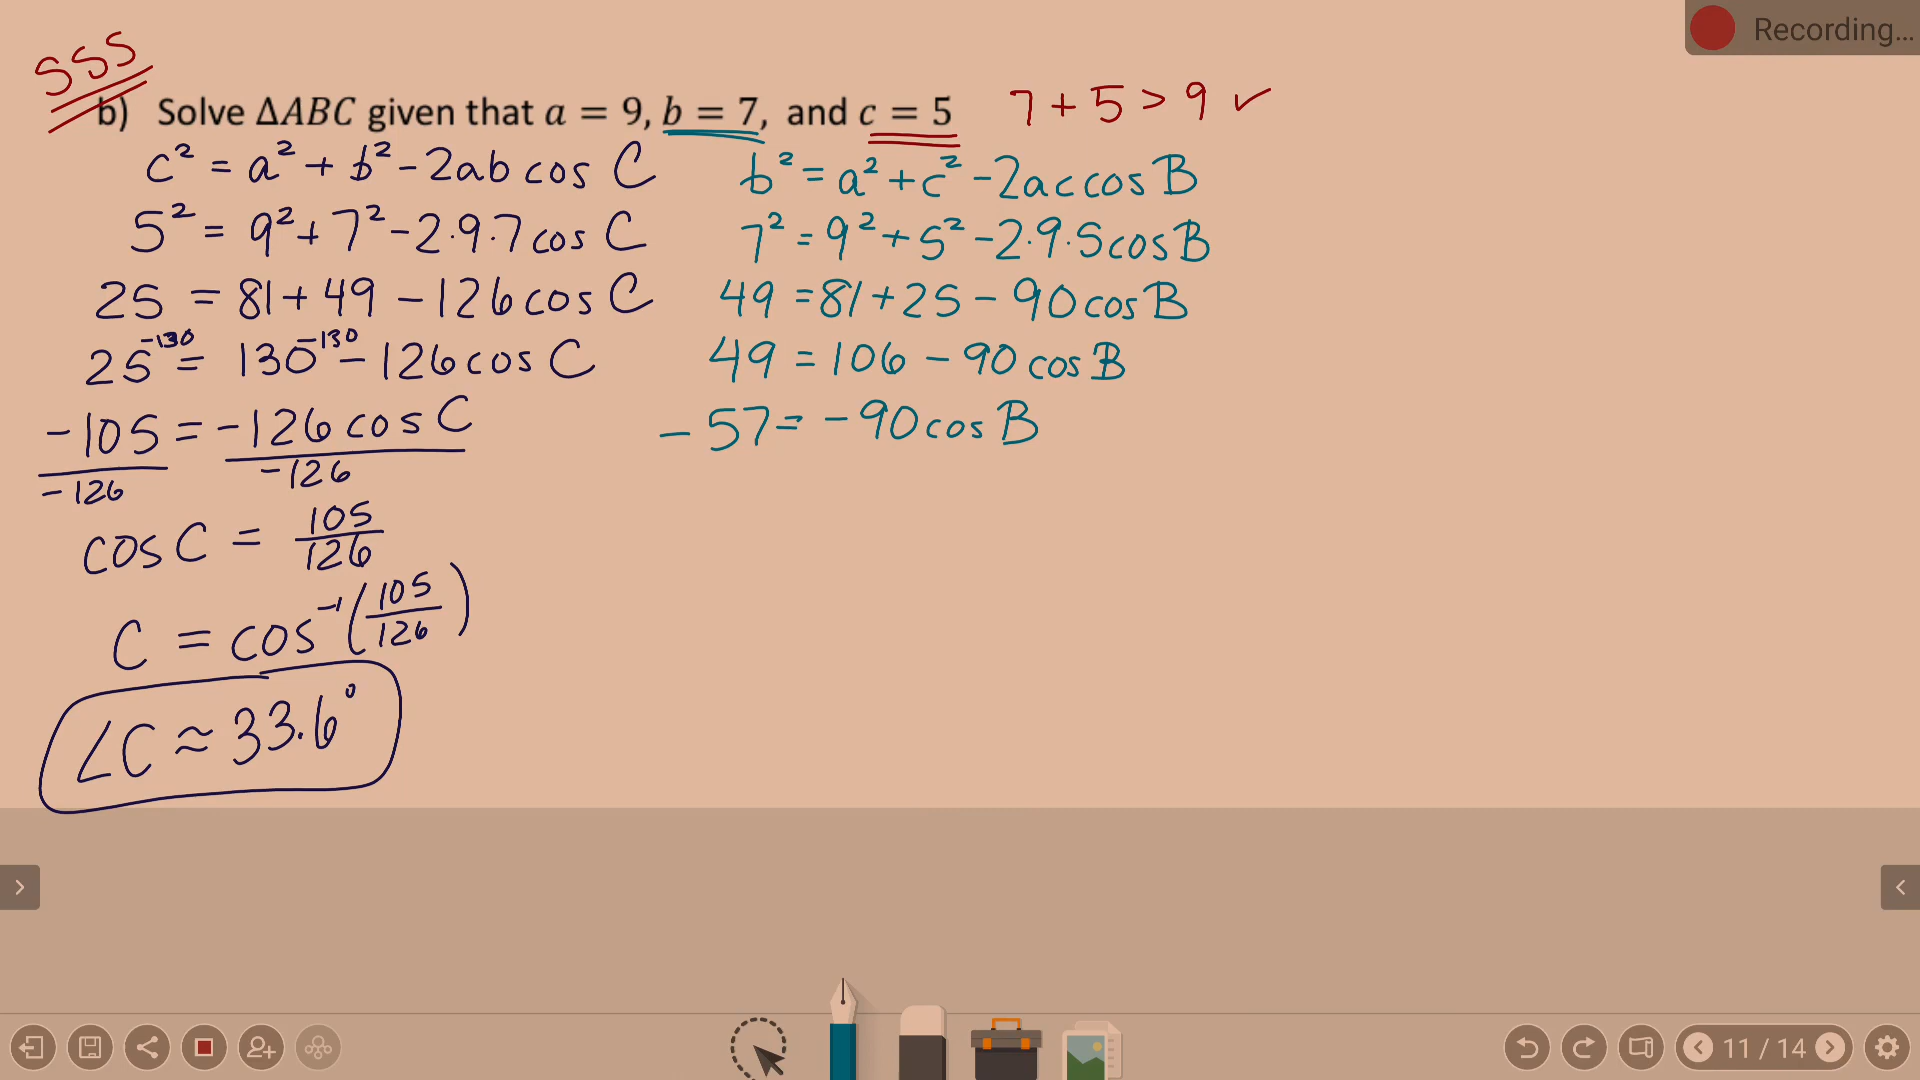 Recording...
SSS
b) Solve ΔABC given that a = 9, b = 7, and c = 5
7 + 5 > 9 ✓
c² = a² + b² - 2ab cos C
5² = 9² + 7² - 2·9·7 cos C
25 = 81 + 49 - 126 cos C
25 -130 = 130 -130 - 126 cos C
-105 = -126 cos C
-126 -126
cos C = 105/126
C = cos⁻¹(105/126)
∠C ≈ 33.6°
b² = a² + c² - 2ac cos B
7² = 9² + 5² - 2·9·5 cos B
49 = 81 + 25 - 90 cos B
49 = 106 - 90 cos B
-57 = -90 cos B
11 / 14